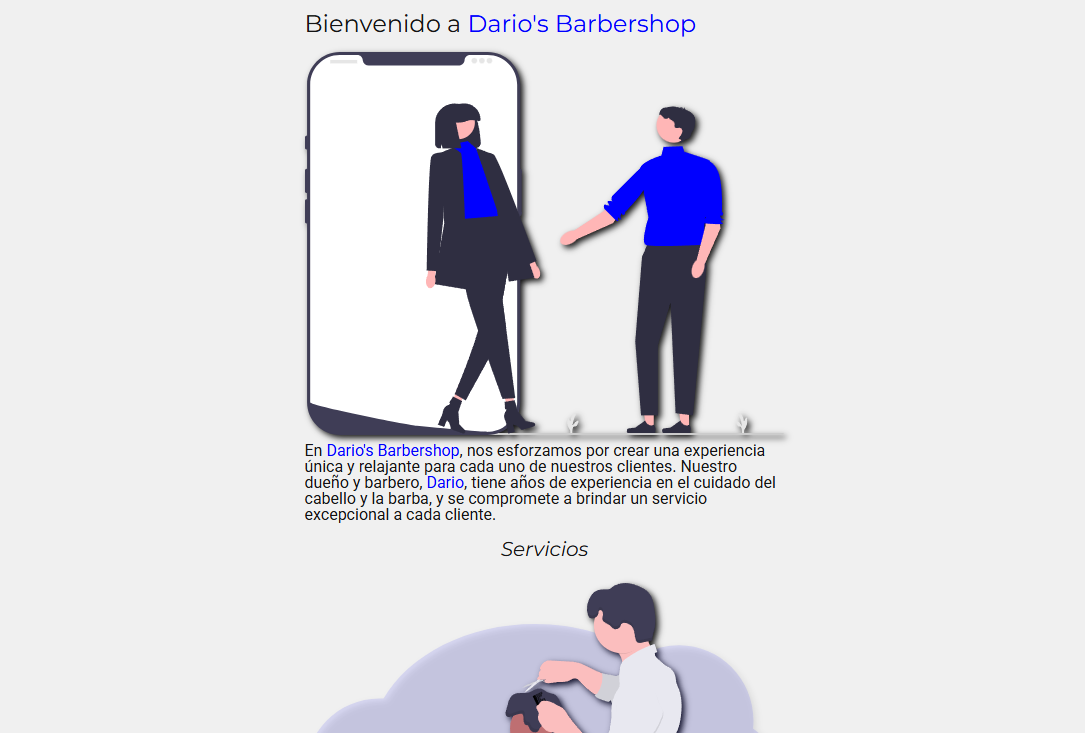 Bienvenido a Dario's Barbershop
En Dario's Barbershop, nos esforzamos por crear una experiencia
única y relajante para cada uno de nuestros clientes. Nuestro
dueño y barbero, Dario, tiene años de experiencia en el cuidado del
cabello y la barba, y se compromete a brindar un servicio
excepcional a cada cliente.
Servicios